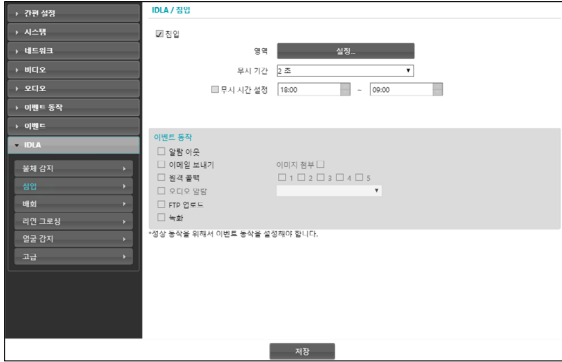 간편 설정
시스템
네트워크
비디오
오디오
이벤트 동작
이벤트
IDLA
물체 감지
침입
배회
라인 크로싱
얼굴 감지
고급
IDLA / 침입
침입
영역 설정...
무시 기간 2 초
무시 시간 설정 18:00 ~ 09:00
이벤트 동작
알람 아웃
이메일 보내기 이미지 첨부
원격 콜백 1 2 3 4 5
오디오 알람
FTP 업로드
녹화
*정상 동작을 위해서 이벤트 동작을 설정해야 합니다.
저장